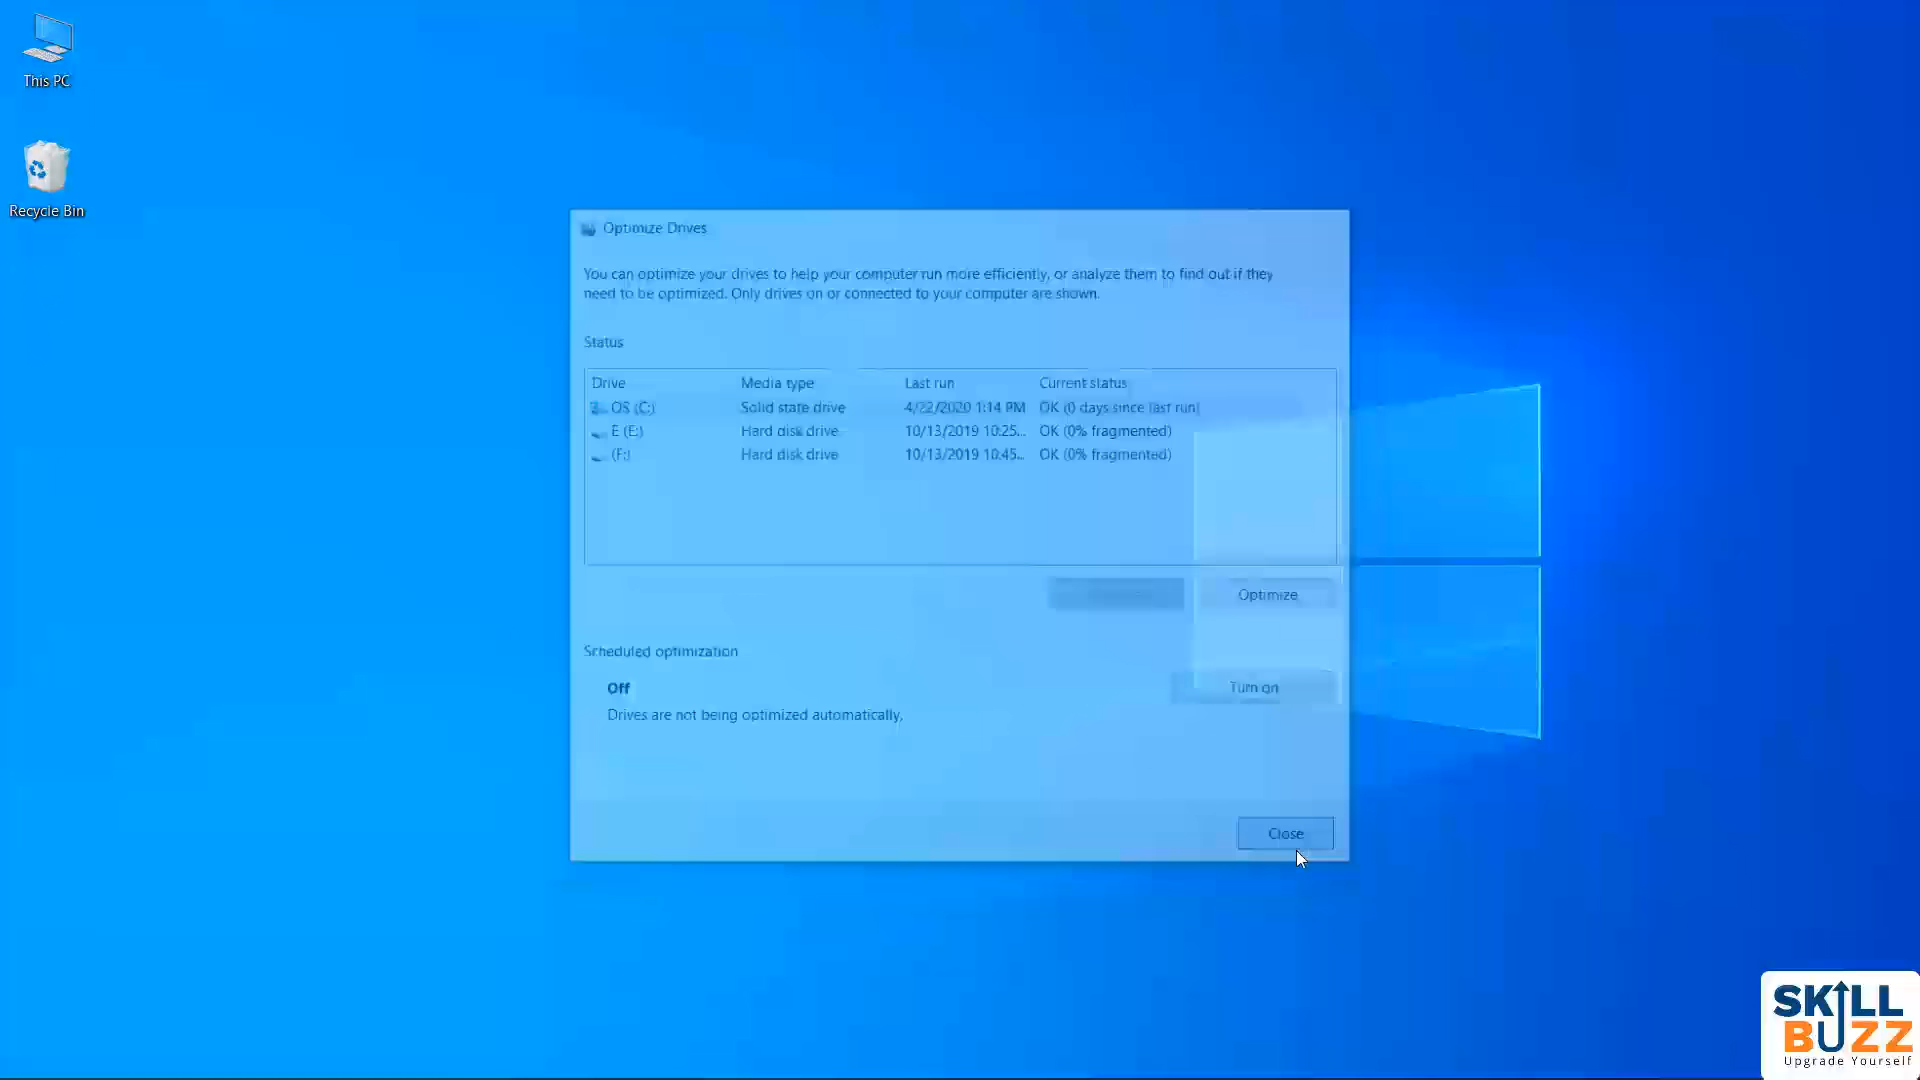 This PC
Recycle Bin
Optimize Drives
You can optimize your drives to help your computer run more efficiently, or analyze them to find out if they
need to be optimized. Only drives on or connected to your computer are shown.
Status
Drive Media type Last run Current status
OS (C:) Solid state drive 4/22/2020 1:14 PM OK (0 days since last run)
E (E:) Hard disk drive 10/13/2019 10:25... OK (0% fragmented)
(F:) Hard disk drive 10/13/2019 10:45... OK (0% fragmented)
Optimize
Scheduled optimization
Off
Turn on
Drives are not being optimized automatically.
Close
SKILL
BUZZ
Upgrade Yourself